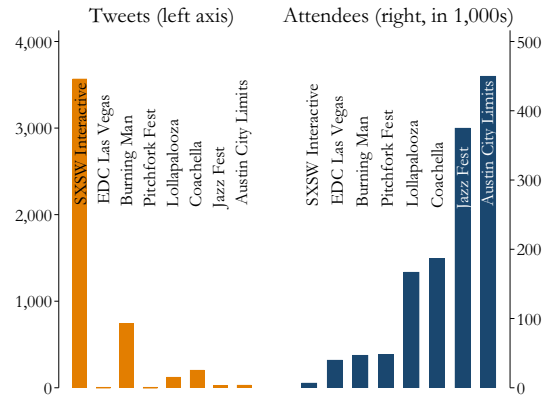 Tweets (left axis)
Attendees (right, in 1,000s)
4,000
3,000
2,000
1,000
0
SXSW Interactive
EDC Las Vegas
Burning Man
Pitchfork Fest
Lollapalooza
Coachella
Jazz Fest
Austin City Limits
SXSW Interactive
EDC Las Vegas
Burning Man
Pitchfork Fest
Lollapalooza
Coachella
Jazz Fest
Austin City Limits
500
400
300
200
100
0